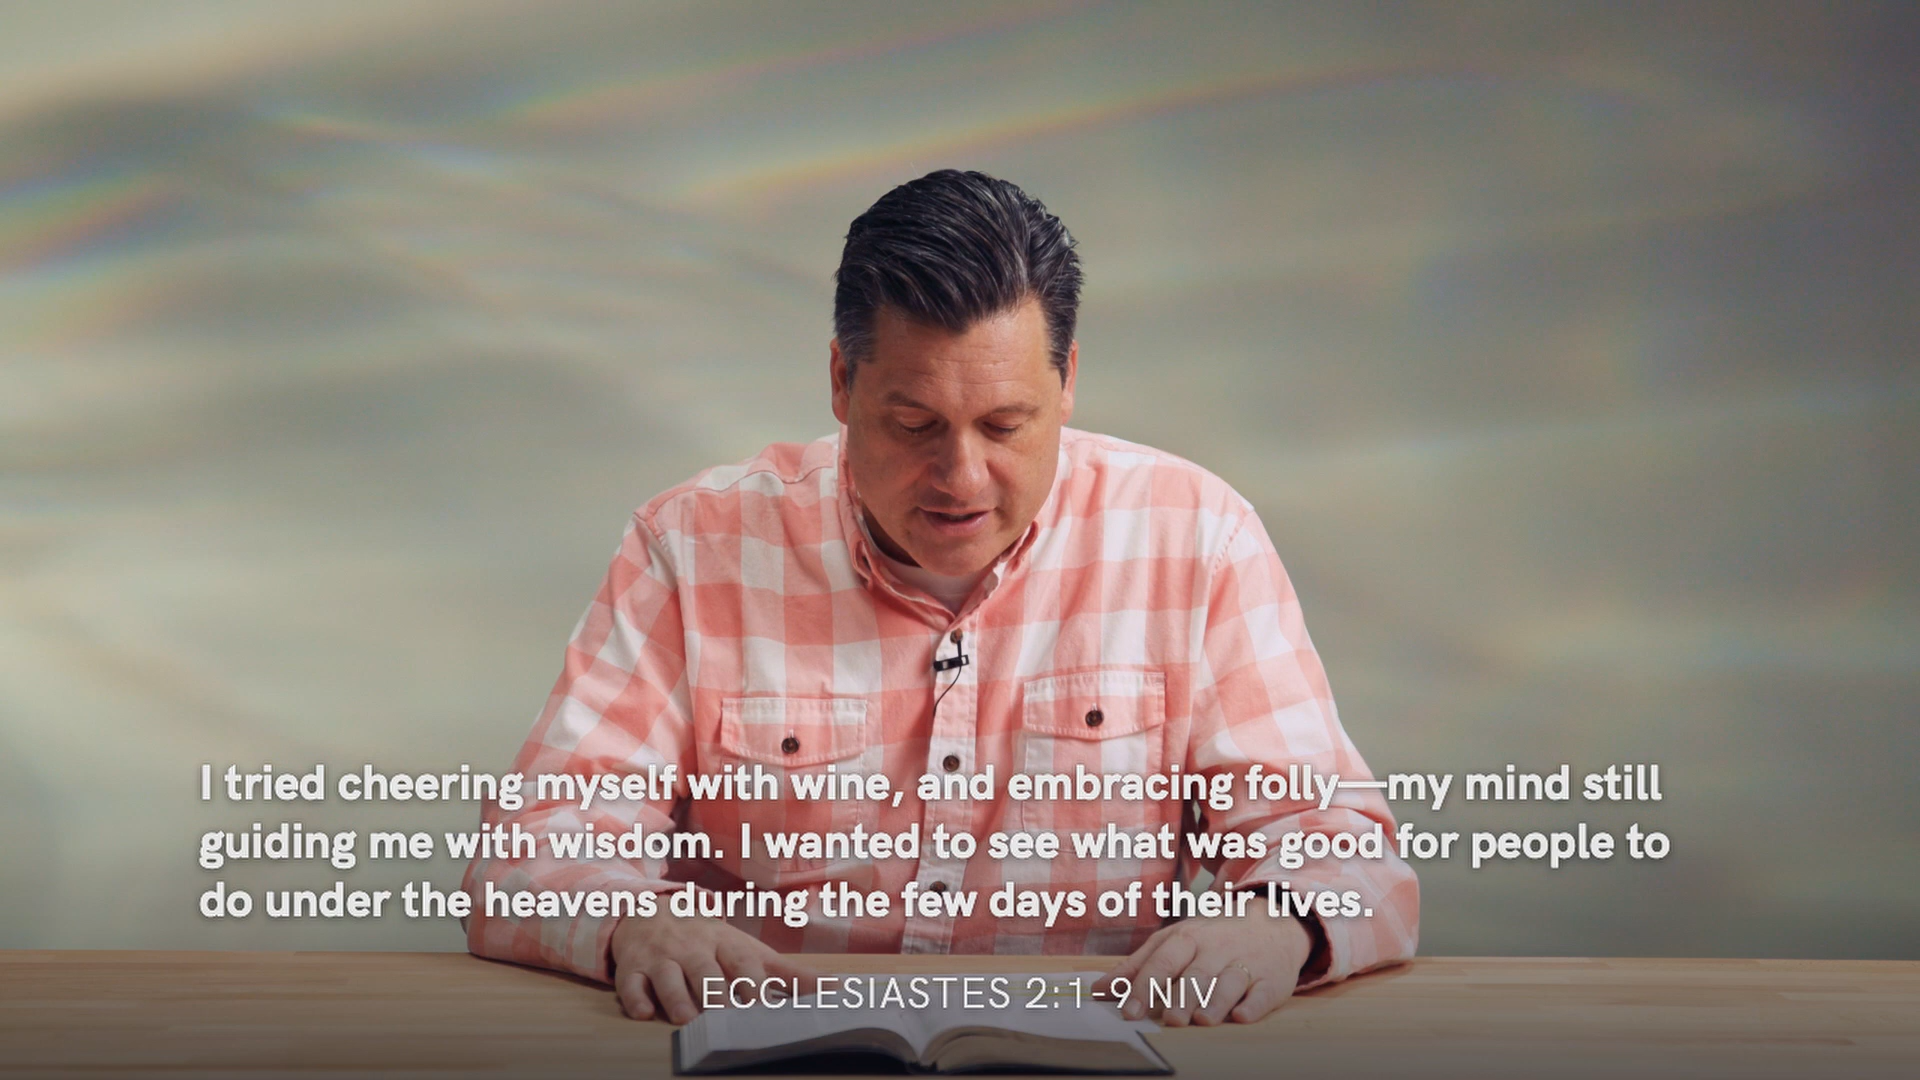 I tried cheering myself with wine, and embracing folly—my mind still
guiding me with wisdom. I wanted to see what was good for people to
do under the heavens during the few days of their lives.
ECCLESIASTES 2:1-9 NIV